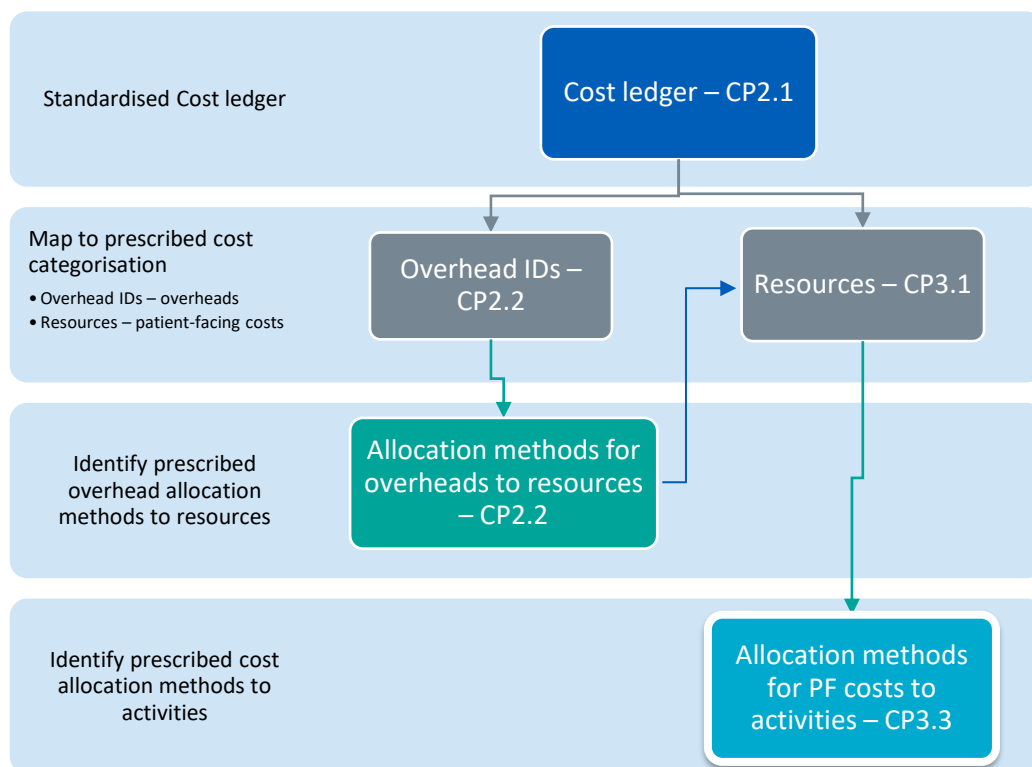 Standardised Cost ledger
Cost ledger – CP2.1
Map to prescribed cost
categorisation
• Overhead IDs – overheads
• Resources – patient-facing costs
Overhead IDs –
CP2.2
Resources – CP3.1
Identify prescribed
overhead allocation
methods to resources
Allocation methods for
overheads to resources
– CP2.2
Identify prescribed cost
allocation methods to
activities
Allocation methods
for PF costs to
activities – CP3.3